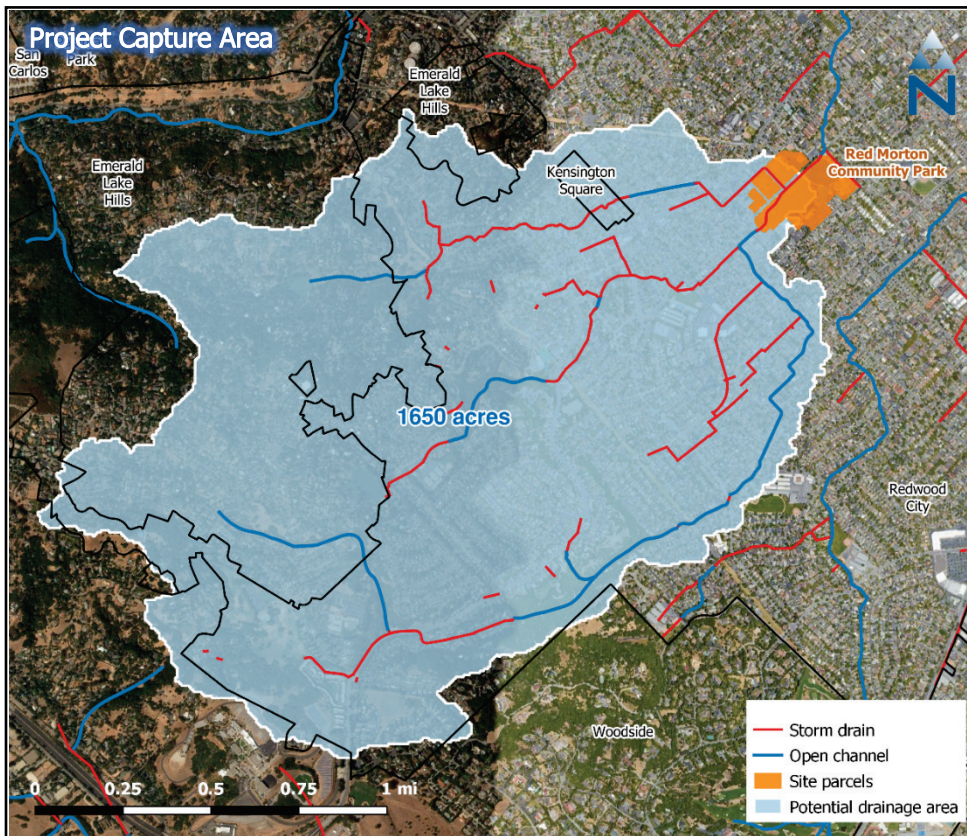 Project Capture Area
San
Carlos
Park
Emerald
Lake
Hills
Emerald
Lake
Hills
Kensington
Square
N
Red Morton
Community Park
1650 acres
Redwood
City
Woodside
Storm drain
Open channel
Site parcels
Potential drainage area
0 0.25 0.5 0.75 1 mi